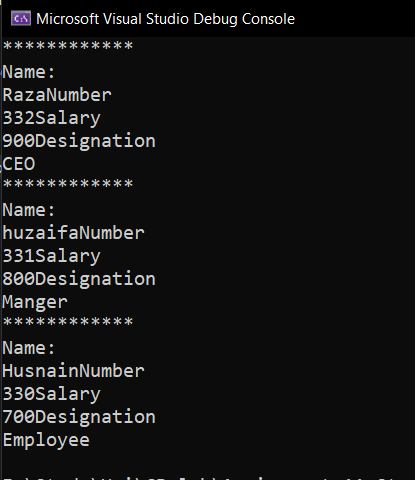 Microsoft Visual Studio Debug Console
************
Name:
RazaNumber
332Salary
900Designation
CEO
************
Name:
huzaifaNumber
331Salary
800Designation
Manger
************
Name:
HusnainNumber
330Salary
700Designation
Employee